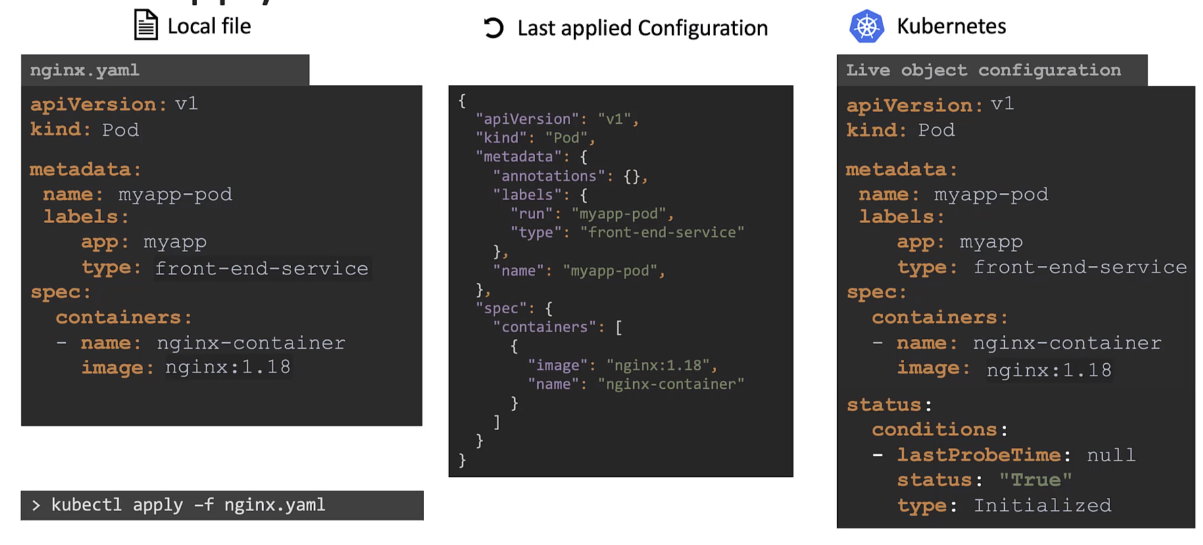 Local file
nginx.yaml
apiVersion: v1
kind: Pod
metadata:
name: myapp-pod
labels:
app: myapp
type: front-end-service
spec:
containers:
- name: nginx-container
image: nginx:1.18
> kubectl apply –f nginx.yaml
Last applied Configuration
{
"apiVersion": "v1",
"kind": "Pod",
"metadata": {
"annotations": {},
"labels": {
"run": "myapp-pod",
"type": "front-end-service"
},
"name": "myapp-pod",
},
"spec": {
"containers": [
{
"image": "nginx:1.18",
"name": "nginx-container"
}
]
}
}
Kubernetes
Live object configuration
apiVersion: v1
kind: Pod
metadata:
name: myapp-pod
labels:
app: myapp
type: front-end-service
spec:
containers:
- name: nginx-container
image: nginx:1.18
status:
conditions:
- lastProbeTime: null
status: "True"
type: Initialized